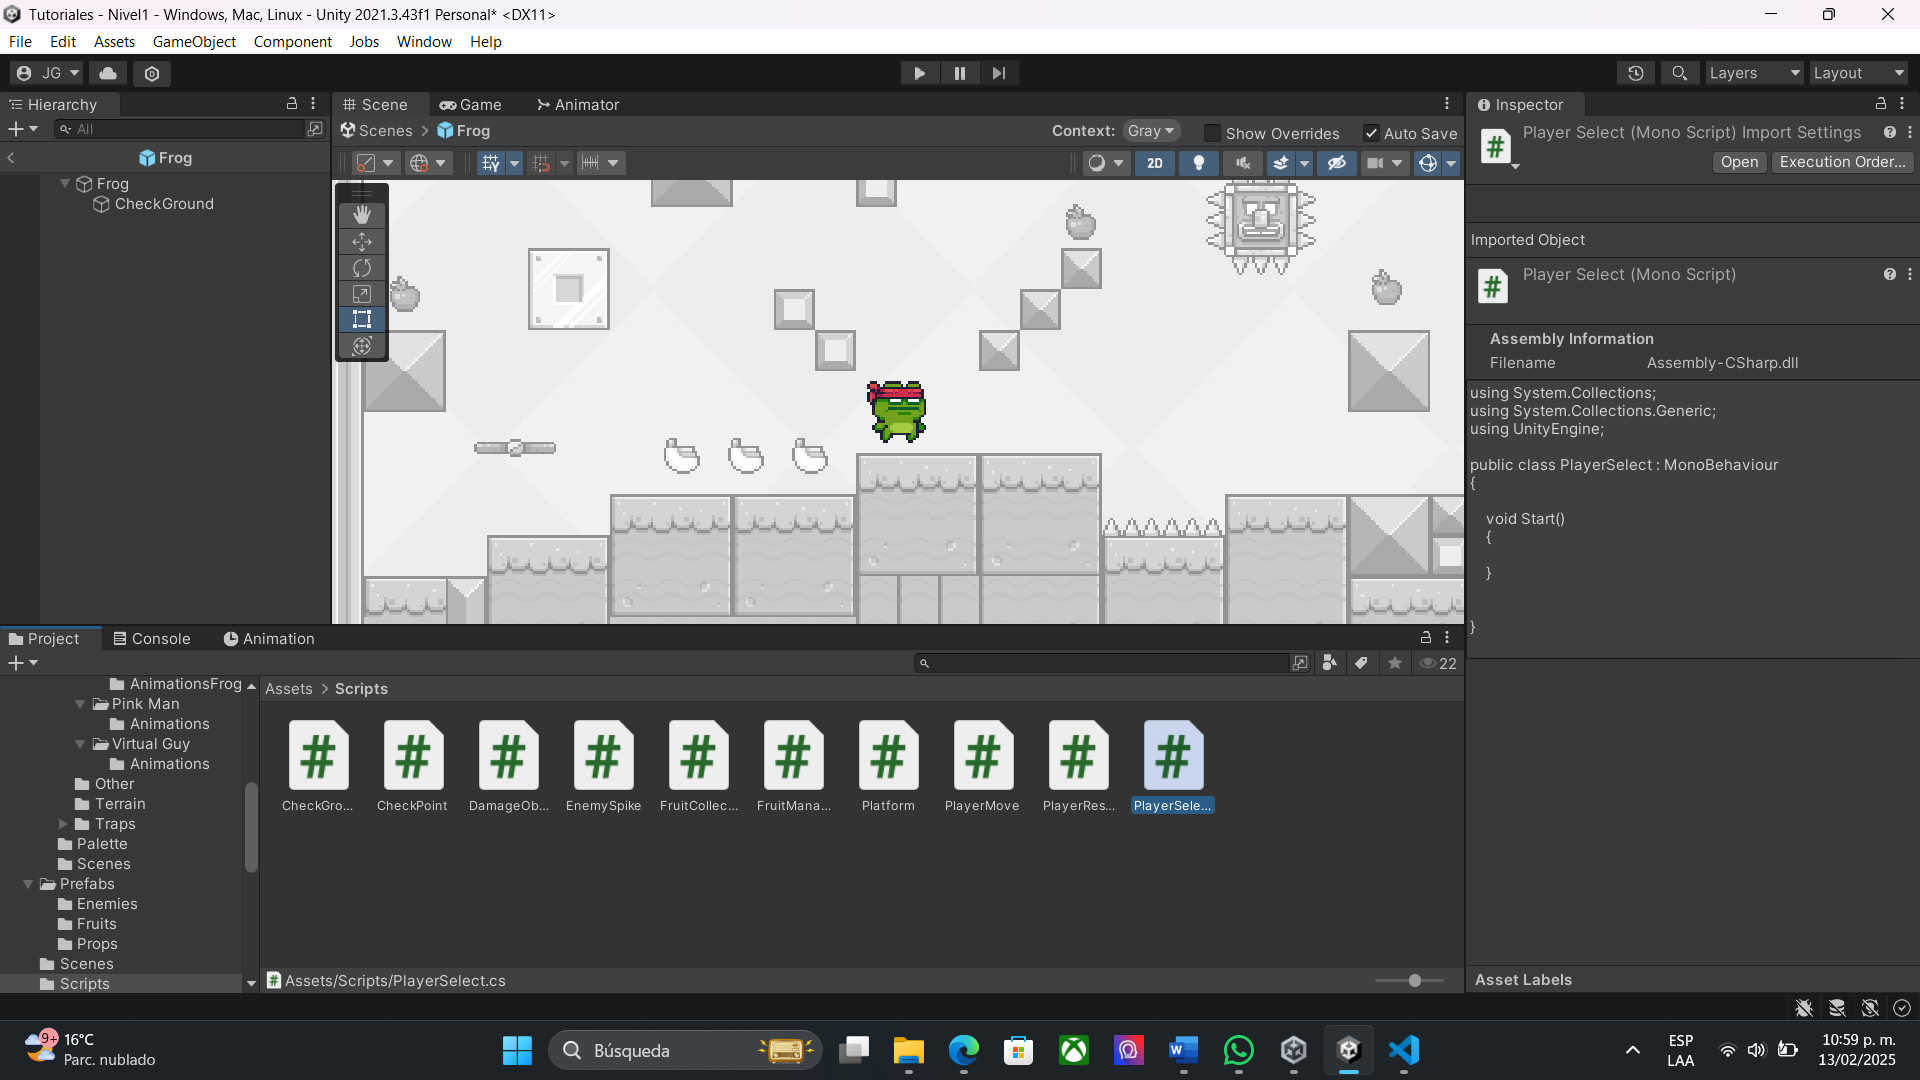 Tutoriales - Nivel1 - Windows, Mac, Linux - Unity 2021.3.43f1 Personal* <DX11>
File Edit Assets GameObject Component Jobs Window Help
JG
Layers
Layout
Hierarchy
Scene
Game
Animator
Inspector
All
Scenes
Frog
Context:
Gray
Show Overrides
Auto Save
Frog
2D
Frog
CheckGround
Player Select (Mono Script) Import Settings
Open
Execution Order...
Imported Object
Player Select (Mono Script)
Assembly Information
Filename
Assembly-CSharp.dll
using System.Collections;
using System.Collections.Generic;
using UnityEngine;
public class PlayerSelect : MonoBehaviour
{
void Start()
{
}
}
Asset Labels
Project
Console
Animation
22
AnimationsFrog
Pink Man
Animations
Virtual Guy
Animations
Other
Terrain
Traps
Palette
Scenes
Prefabs
Enemies
Fruits
Props
Scenes
Scripts
Assets > Scripts
CheckGro...
CheckPoint
DamageOb...
EnemySpike
FruitCollec...
FruitMana...
Platform
PlayerMove
PlayerRes...
PlayerSele...
Assets/Scripts/PlayerSelect.cs
9+
16°C
Parc. nublado
Búsqueda
ESP
LAA
10:59 p. m.
13/02/2025